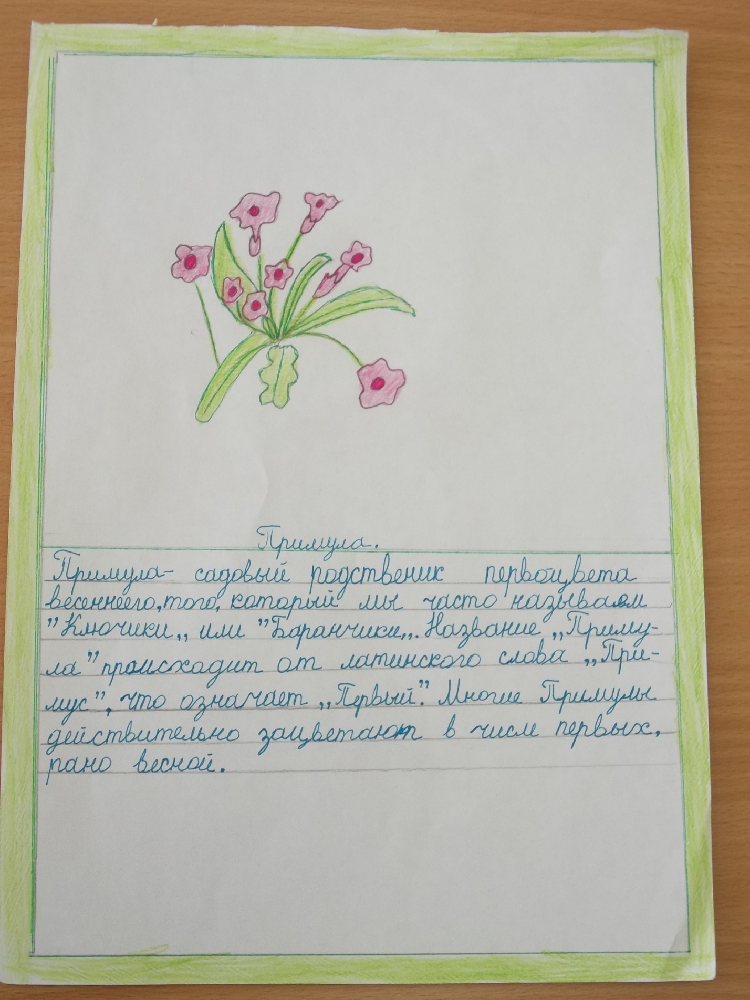 Примула.
Примула- садовый родственик первоцвета
весеннего, того, который мы часто называем
”Ключики„ или ”Баранчики„. Название „Приму-
ла” происходит от латинского слова „При-
мус”, что означает „Первый”. Многие Примулы
действительно зацветают в числе первых,
рано весной.